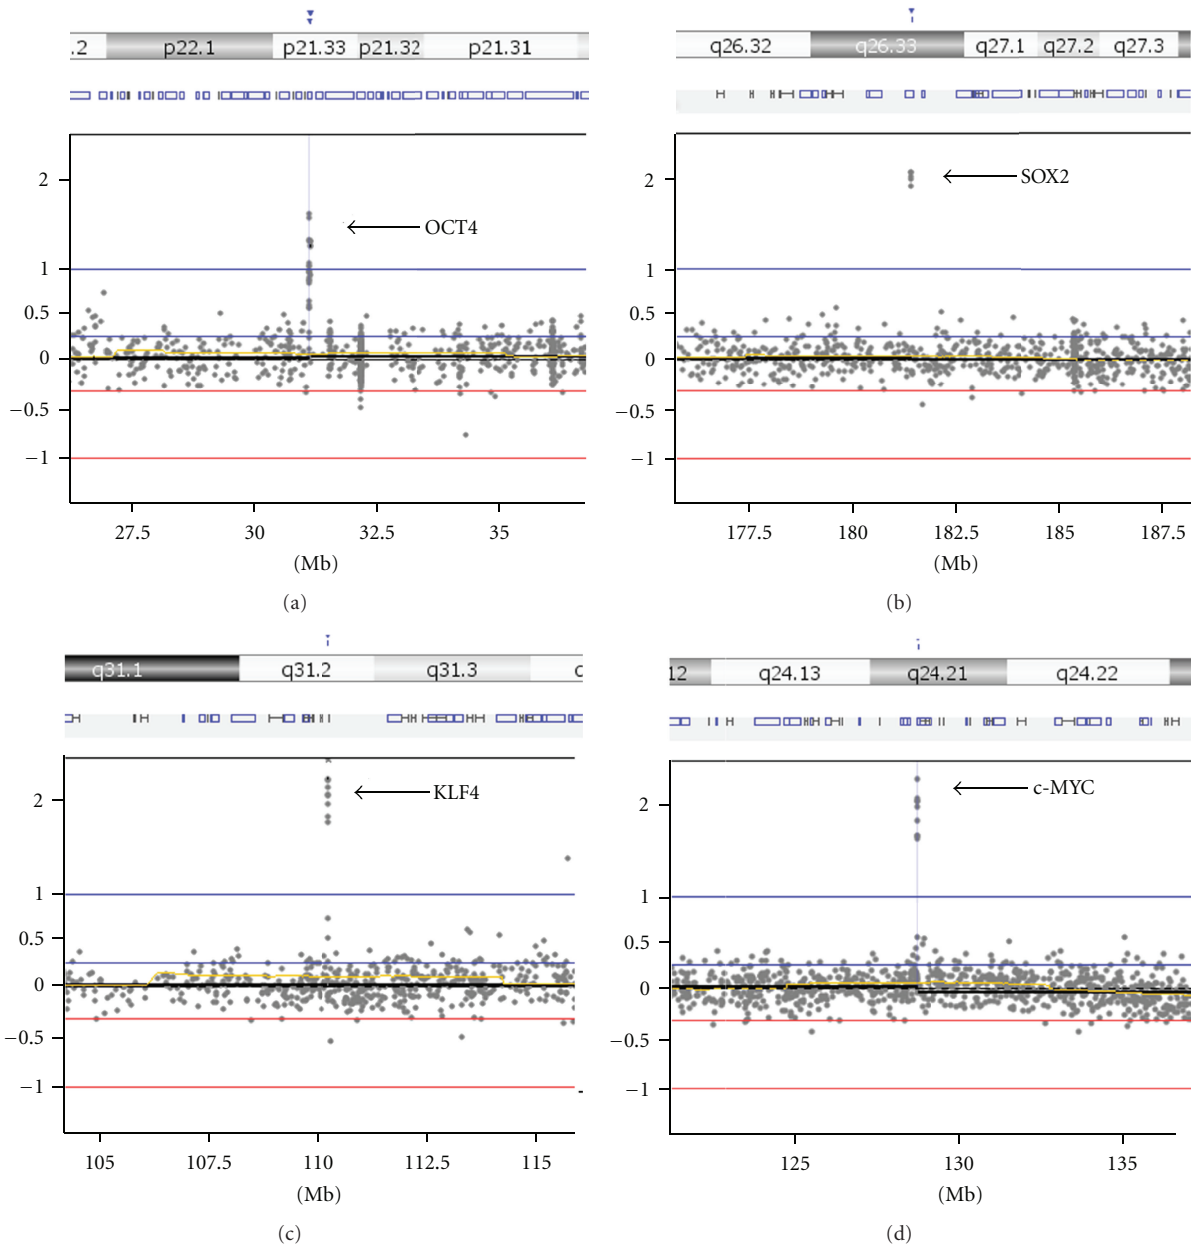 .2 p22.1 p21.33 p21.32 p21.31
2
1
0.5
0
−0.5
−1
OCT4
27.5 30 32.5 35
(Mb)
(a)
q26.32 q26.33 q27.1 q27.2 q27.3
2
1
0.5
0
−0.5
−1
SOX2
177.5 180 182.5 185 187.5
(Mb)
(b)
q31.1 q31.2 q31.3 q
2
1
0.5
0
−0.5
−1
KLF4
105 107.5 110 112.5 115
(Mb)
(c)
12 q24.13 q24.21 q24.22
2
1
0.5
0
−0.5
−1
c-MYC
125 130 135
(Mb)
(d)